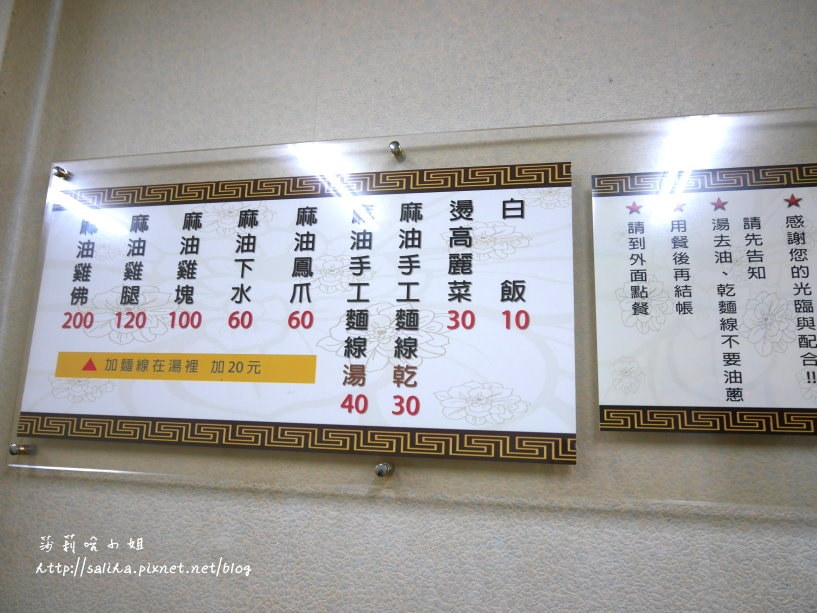 白飯
10
燙高麗菜
30
麻油手工麵線乾
30
麻油手工麵線湯
40
麻油鳳爪
60
麻油下水
60
麻油雞塊
100
麻油雞腿
120
麻油雞佛
200
▲加麵線在湯裡 加20元
★感謝您的光臨與配合!!
請先告知
★湯去油、乾麵線不要油蔥
★用餐後再結帳
★請到外面點餐
莎莉哈小姐
http://saliha.pixnet.net/blog